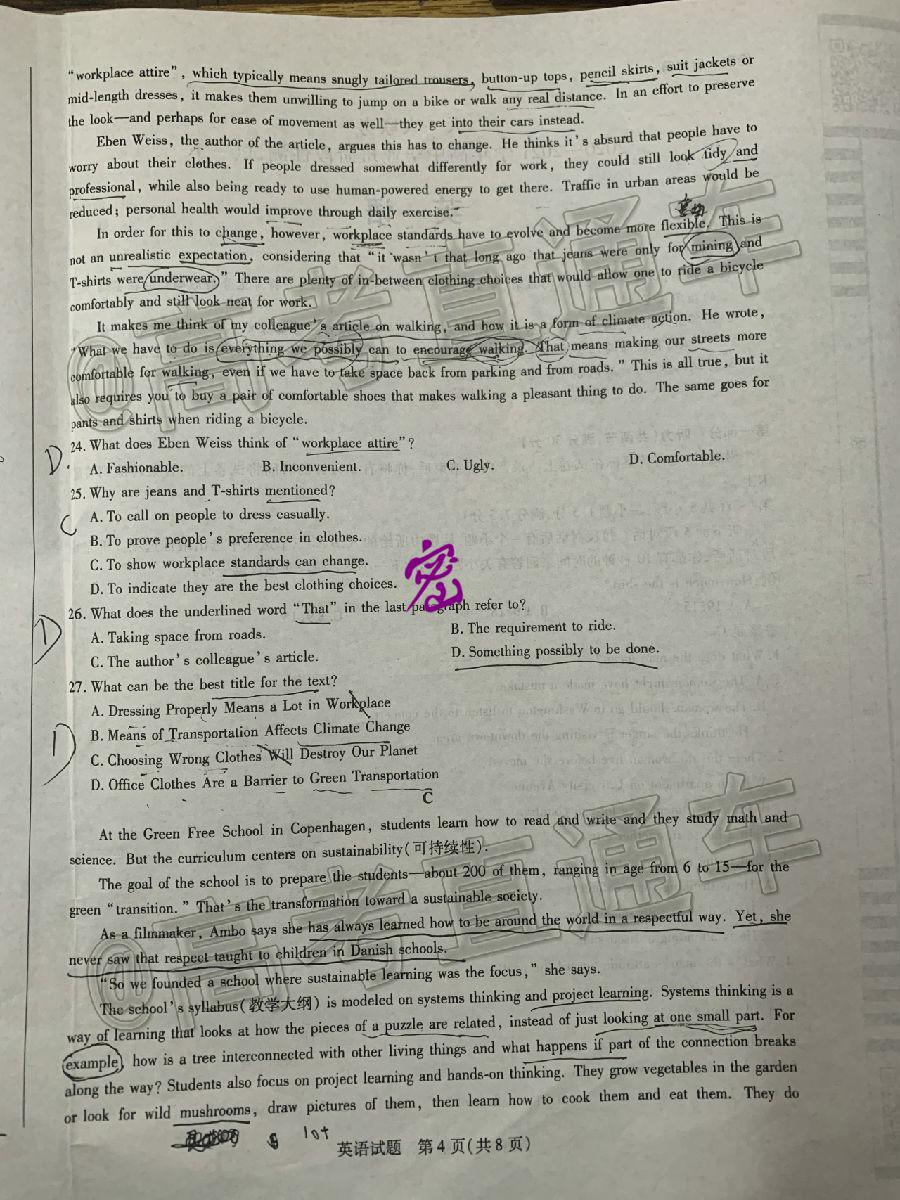 "workplace attire", which typically means snugly tailored trousers, button-up tops, pencil skirts, suit jackets or
mid-length dresses, it makes them unwilling to jump on a bike or walk any real distance. In an effort to preserve
the look—and perhaps for ease of movement as well—they get into their cars instead.
Eben Weiss, the author of the article, argues this has to change. He thinks it's absurd that people have to
worry about their clothes. If people dressed somewhat differently for work, they could still look tidy and
professional, while also being ready to use human-powered energy to get there. Traffic in urban areas would be
reduced; personal health would improve through daily exercise."
In order for this to change, however, workplace standards have to evolve and become more flexible. This is
not an unrealistic expectation, considering that "it wasn't that long ago that jeans were only for mining and
T-shirts were underwear." There are plenty of in-between clothing choices that would allow one to ride a bicycle
comfortably and still look neat for work.
It makes me think of my colleague's article on walking, and how it is a form of climate action. He wrote,
"What we have to do is everything we possibly can to encourage walking. That means making our streets more
comfortable for walking, even if we have to take space back from parking and from roads." This is all true, but it
also requires you to buy a pair of comfortable shoes that makes walking a pleasant thing to do. The same goes for
pants and shirts when riding a bicycle.
D. 24. What does Eben Weiss think of "workplace attire"?
A. Fashionable. B. Inconvenient. C. Ugly. D. Comfortable.
25. Why are jeans and T-shirts mentioned?
C A. To call on people to dress casually.
B. To prove people's preference in clothes.
C. To show workplace standards can change.
D. To indicate they are the best clothing choices.
密
26. What does the underlined word "That" in the last paragraph refer to?
D A. Taking space from roads. B. The requirement to ride.
C. The author's colleague's article. D. Something possibly to be done.
27. What can be the best title for the text?
A. Dressing Properly Means a Lot in Workplace
D B. Means of Transportation Affects Climate Change
C. Choosing Wrong Clothes Will Destroy Our Planet
D. Office Clothes Are a Barrier to Green Transportation
C
At the Green Free School in Copenhagen, students learn how to read and write and they study math and
science. But the curriculum centers on sustainability(可持续性).
The goal of the school is to prepare the students—about 200 of them, ranging in age from 6 to 15—for the
green "transition." That's the transformation toward a sustainable society.
As a filmmaker, Ambo says she has always learned how to be around the world in a respectful way. Yet, she
never saw that respect taught to children in Danish schools.
"So we founded a school where sustainable learning was the focus," she says.
The school's syllabus(教学大纲) is modeled on systems thinking and project learning. Systems thinking is a
way of learning that looks at how the pieces of a puzzle are related, instead of just looking at one small part. For
example, how is a tree interconnected with other living things and what happens if part of the connection breaks
along the way? Students also focus on project learning and hands-on thinking. They grow vegetables in the garden
or look for wild mushrooms, draw pictures of them, then learn how to cook them and eat them. They do
lot
英语试题 第4页(共8页)
@高考直通车
@高考直通车